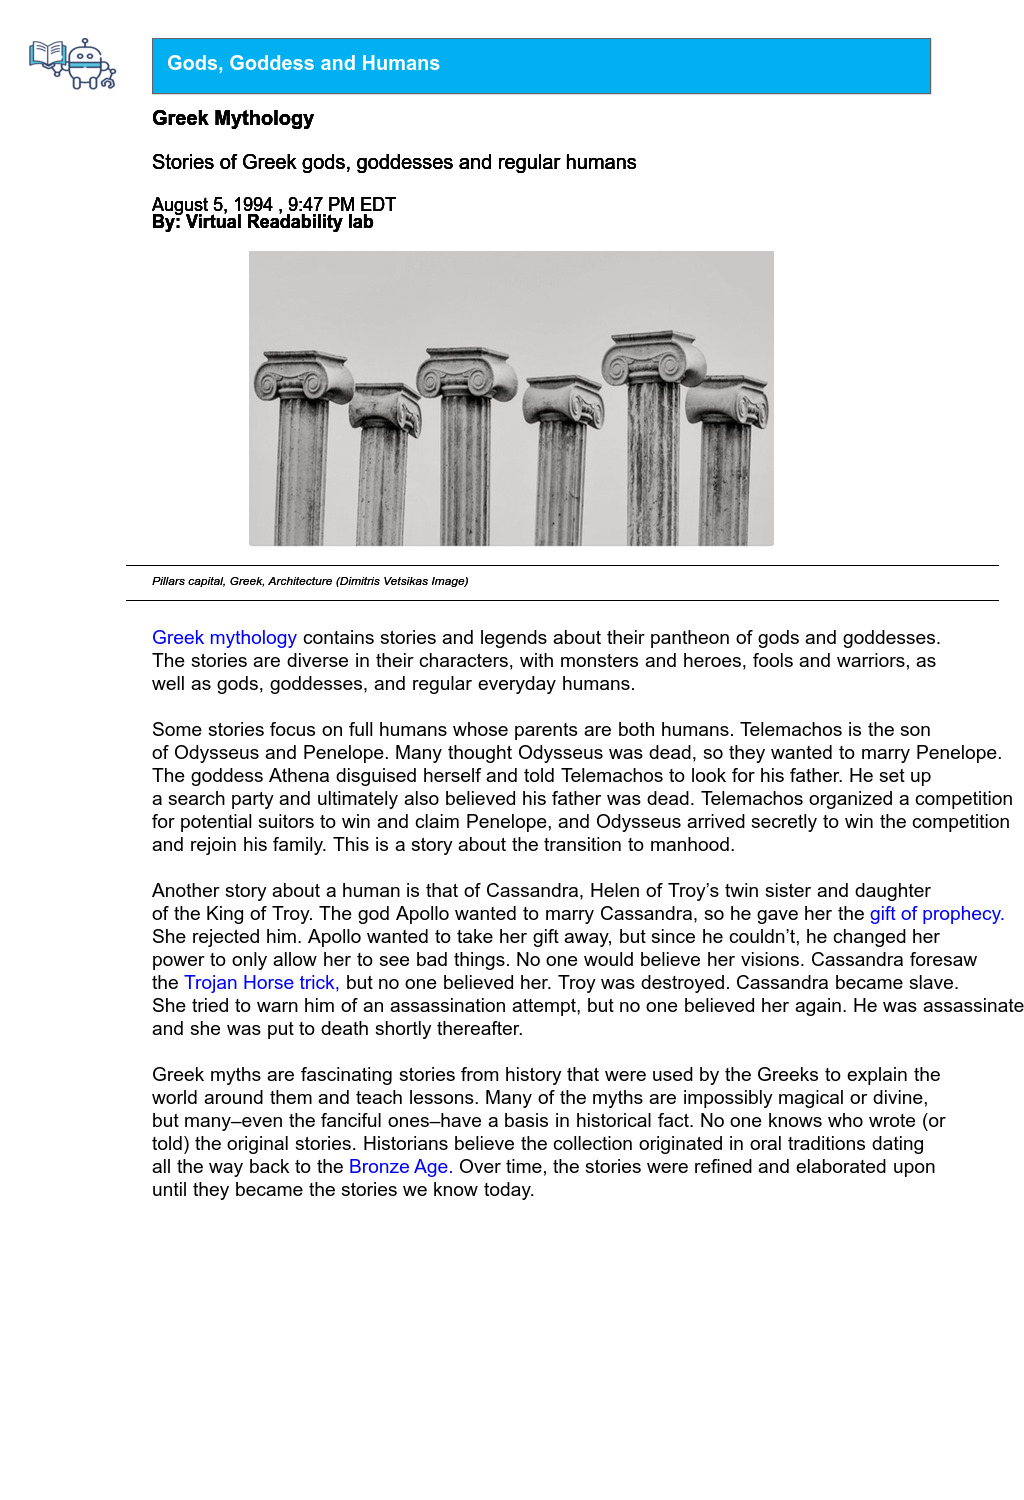 Gods, Goddess and Humans
Greek Mythology
Stories of Greek gods, goddesses and regular humans
August 5, 1994 , 9:47 PM EDT
By: Virtual Readability lab
Pillars capital, Greek, Architecture (Dimitris Vetsikas Image)
Greek mythology contains stories and legends about their pantheon of gods and goddesses.
The stories are diverse in their characters, with monsters and heroes, fools and warriors, as
well as gods, goddesses, and regular everyday humans.
Some stories focus on full humans whose parents are both humans. Telemachos is the son
of Odysseus and Penelope. Many thought Odysseus was dead, so they wanted to marry Penelope.
The goddess Athena disguised herself and told Telemachos to look for his father. He set up
a search party and ultimately also believed his father was dead. Telemachos organized a competition
for potential suitors to win and claim Penelope, and Odysseus arrived secretly to win the competition
and rejoin his family. This is a story about the transition to manhood.
Another story about a human is that of Cassandra, Helen of Troy’s twin sister and daughter
of the King of Troy. The god Apollo wanted to marry Cassandra, so he gave her the gift of prophecy.
She rejected him. Apollo wanted to take her gift away, but since he couldn’t, he changed her
power to only allow her to see bad things. No one would believe her visions. Cassandra foresaw
the Trojan Horse trick, but no one believed her. Troy was destroyed. Cassandra became slave.
She tried to warn him of an assassination attempt, but no one believed her again. He was assassinate
and she was put to death shortly thereafter.
Greek myths are fascinating stories from history that were used by the Greeks to explain the
world around them and teach lessons. Many of the myths are impossibly magical or divine,
but many–even the fanciful ones–have a basis in historical fact. No one knows who wrote (or
told) the original stories. Historians believe the collection originated in oral traditions dating
all the way back to the Bronze Age. Over time, the stories were refined and elaborated upon
until they became the stories we know today.